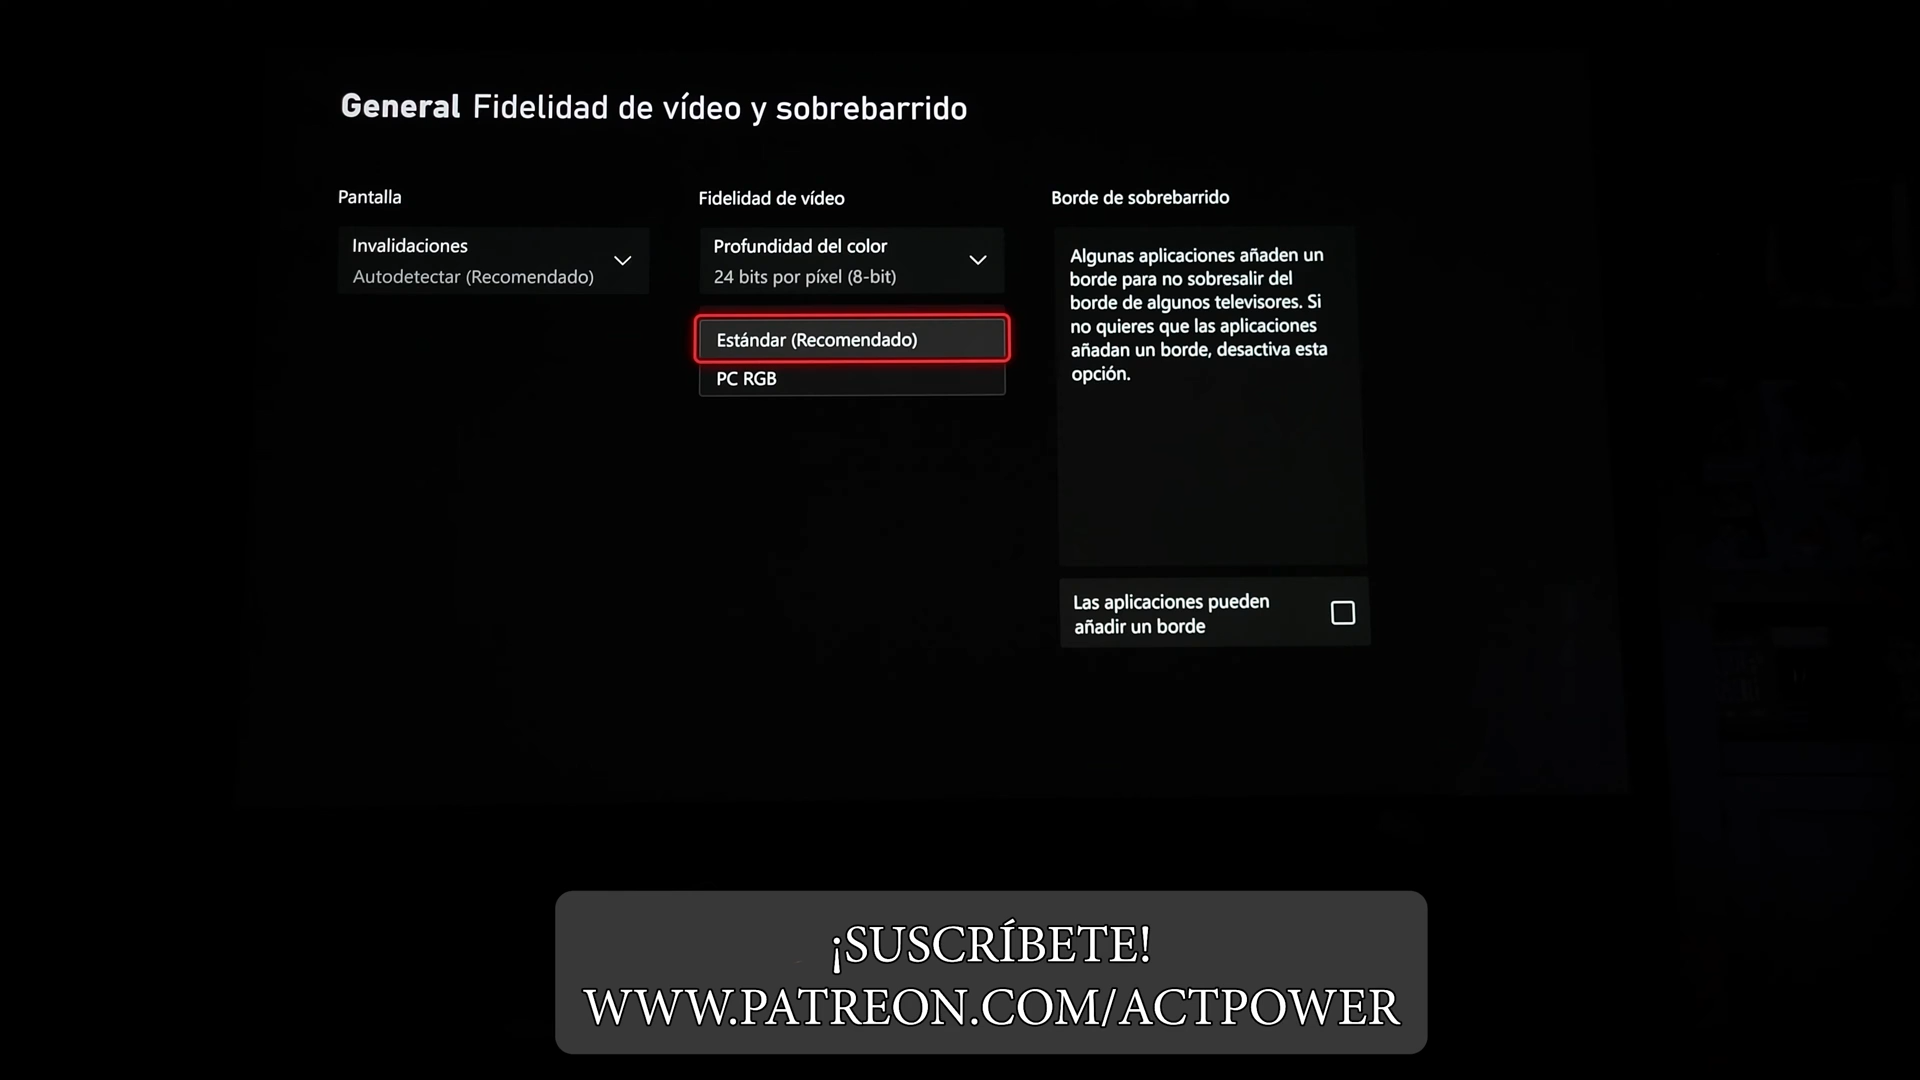 General Fidelidad de vídeo y sobrebarrido
Pantalla
Invalidaciones
Autodetectar (Recomendado)
Fidelidad de vídeo
Profundidad del color
24 bits por píxel (8-bit)
Estándar (Recomendado)
PC RGB
Borde de sobrebarrido
Algunas aplicaciones añaden un
borde para no sobresalir del
borde de algunos televisores. Si
no quieres que las aplicaciones
añadan un borde, desactiva esta
opción.
Las aplicaciones pueden
añadir un borde
¡SUSCRÍBETE!
WWW.PATREON.COM/ACTPOWER